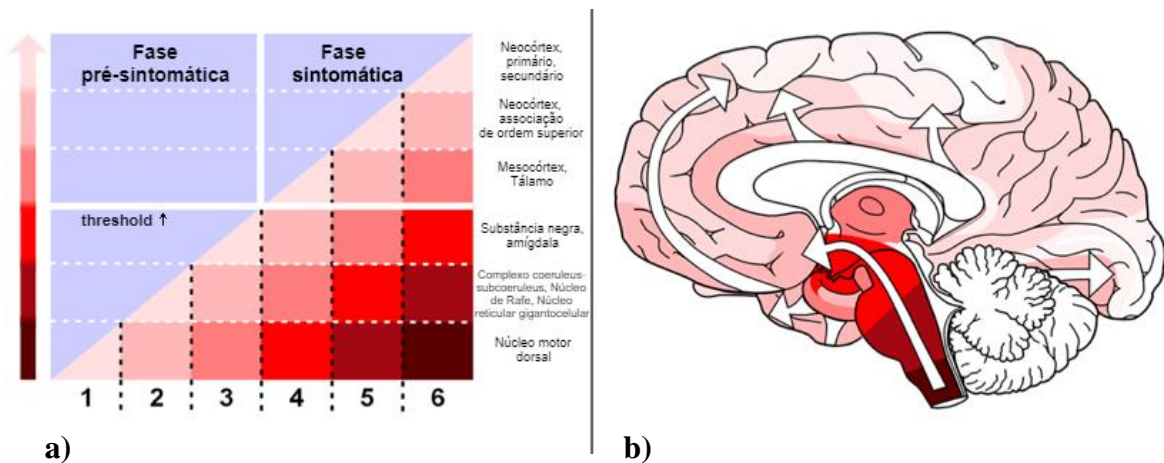 Fase
pré-sintomática
Fase
sintomática
Neocórtex,
primário,
secundário
Neocórtex,
associação
de ordem superior
Mesocórtex,
Tálamo
threshold ↑
Substância negra,
amígdala
Complexo coeruleus-
subcoeruleus, Núcleo
de Rafe, Núcleo
reticular gigantocelular
Núcleo motor
dorsal
1 2 3 4 5 6
a)
b)